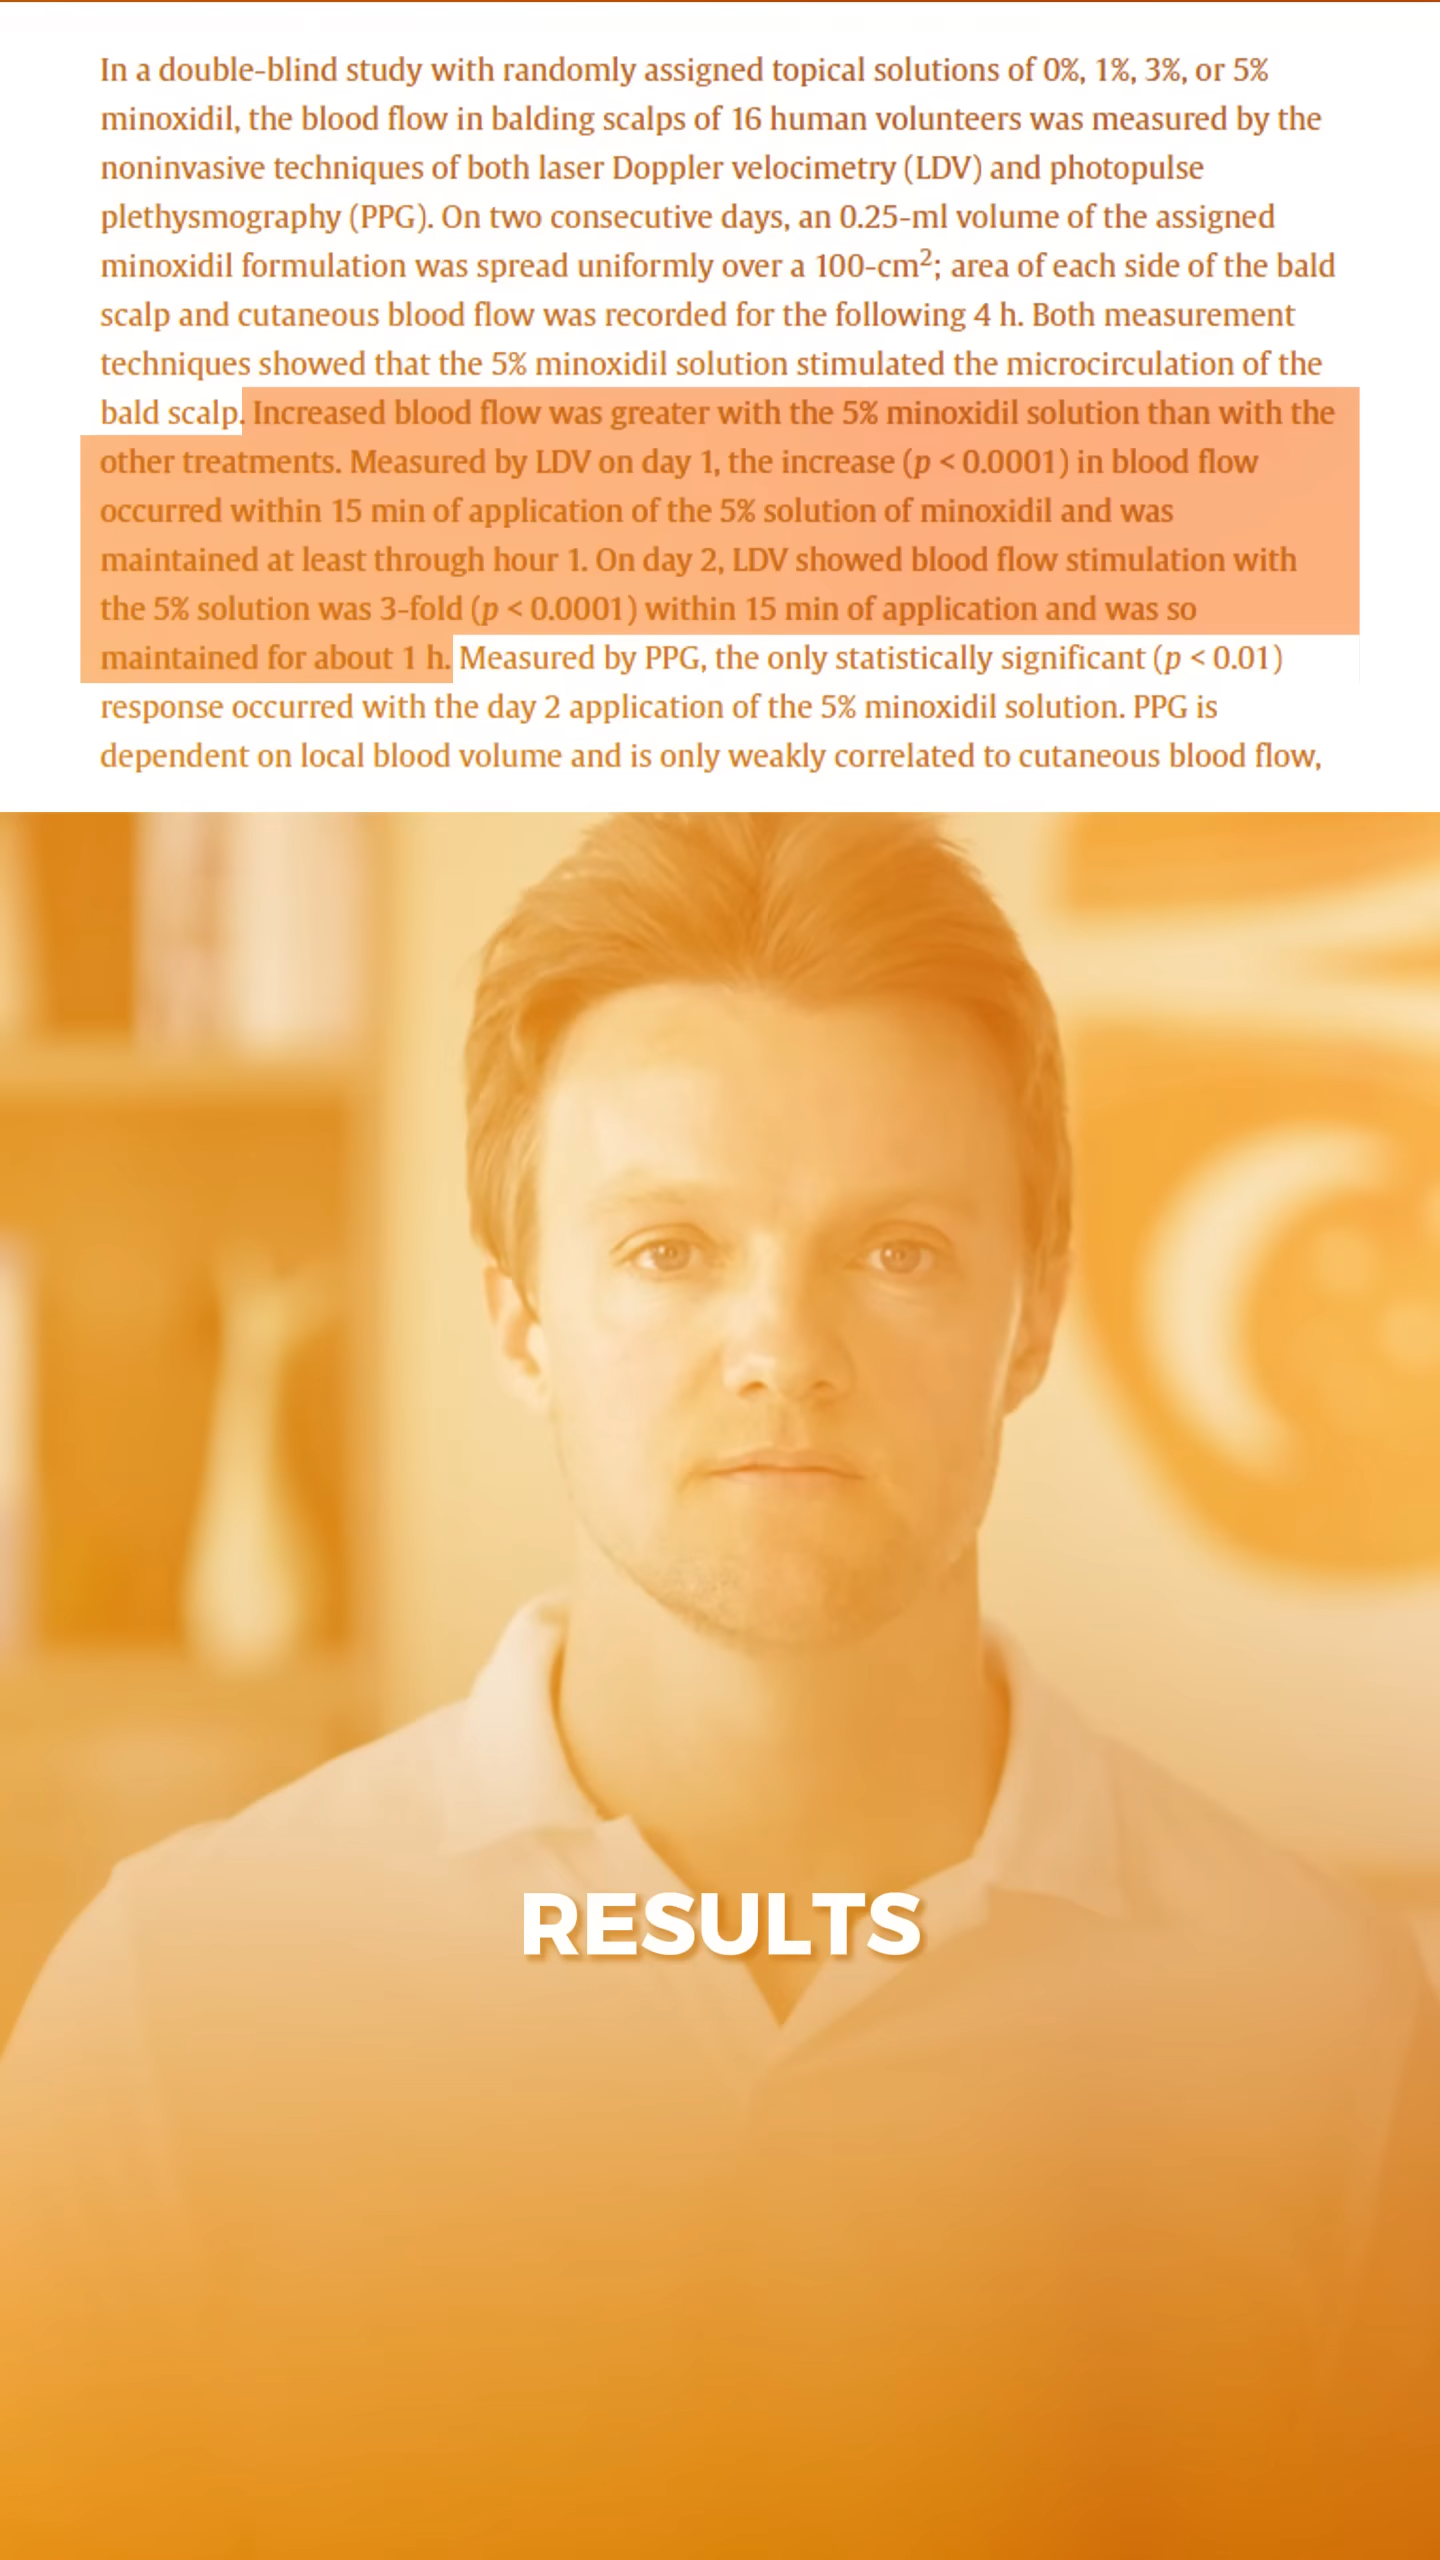 In a double-blind study with randomly assigned topical solutions of 0%, 1%, 3%, or 5%
minoxidil, the blood flow in balding scalps of 16 human volunteers was measured by the
noninvasive techniques of both laser Doppler velocimetry (LDV) and photopulse
plethysmography (PPG). On two consecutive days, an 0.25-ml volume of the assigned
minoxidil formulation was spread uniformly over a 100-cm²; area of each side of the bald
scalp and cutaneous blood flow was recorded for the following 4 h. Both measurement
techniques showed that the 5% minoxidil solution stimulated the microcirculation of the
bald scalp. Increased blood flow was greater with the 5% minoxidil solution than with the
other treatments. Measured by LDV on day 1, the increase (p < 0.0001) in blood flow
occurred within 15 min of application of the 5% solution of minoxidil and was
maintained at least through hour 1. On day 2, LDV showed blood flow stimulation with
the 5% solution was 3-fold (p < 0.0001) within 15 min of application and was so
maintained for about 1 h. Measured by PPG, the only statistically significant (p < 0.01)
response occurred with the day 2 application of the 5% minoxidil solution. PPG is
dependent on local blood volume and is only weakly correlated to cutaneous blood flow,
RESULTS